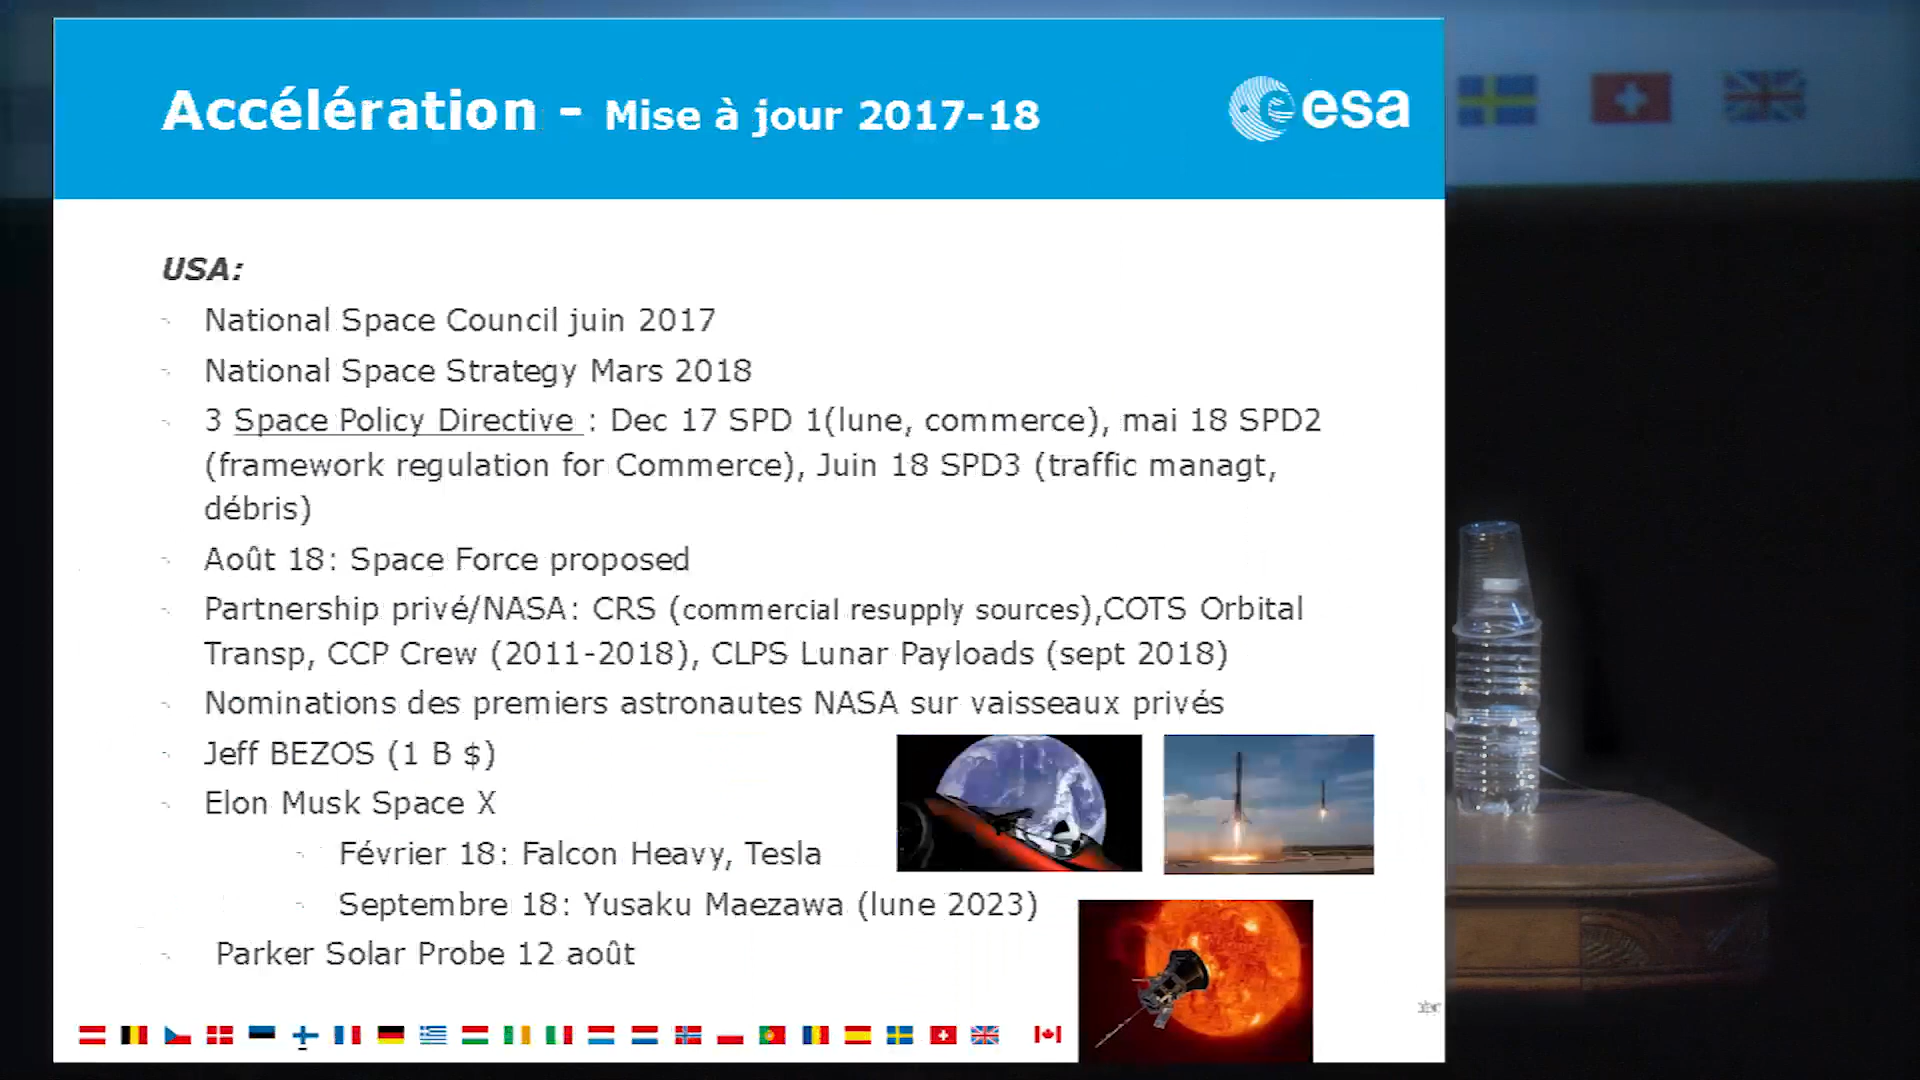 Accélération - Mise à jour 2017-18
esa
USA:
- National Space Council juin 2017
- National Space Strategy Mars 2018
- 3 Space Policy Directive : Dec 17 SPD 1(lune, commerce), mai 18 SPD2
(framework regulation for Commerce), Juin 18 SPD3 (traffic managt,
débris)
- Août 18: Space Force proposed
- Partnership privé/NASA: CRS (commercial resupply sources),COTS Orbital
Transp, CCP Crew (2011-2018), CLPS Lunar Payloads (sept 2018)
- Nominations des premiers astronautes NASA sur vaisseaux privés
- Jeff BEZOS (1 B $)
- Elon Musk Space X
- Février 18: Falcon Heavy, Tesla
- Septembre 18: Yusaku Maezawa (lune 2023)
- Parker Solar Probe 12 août